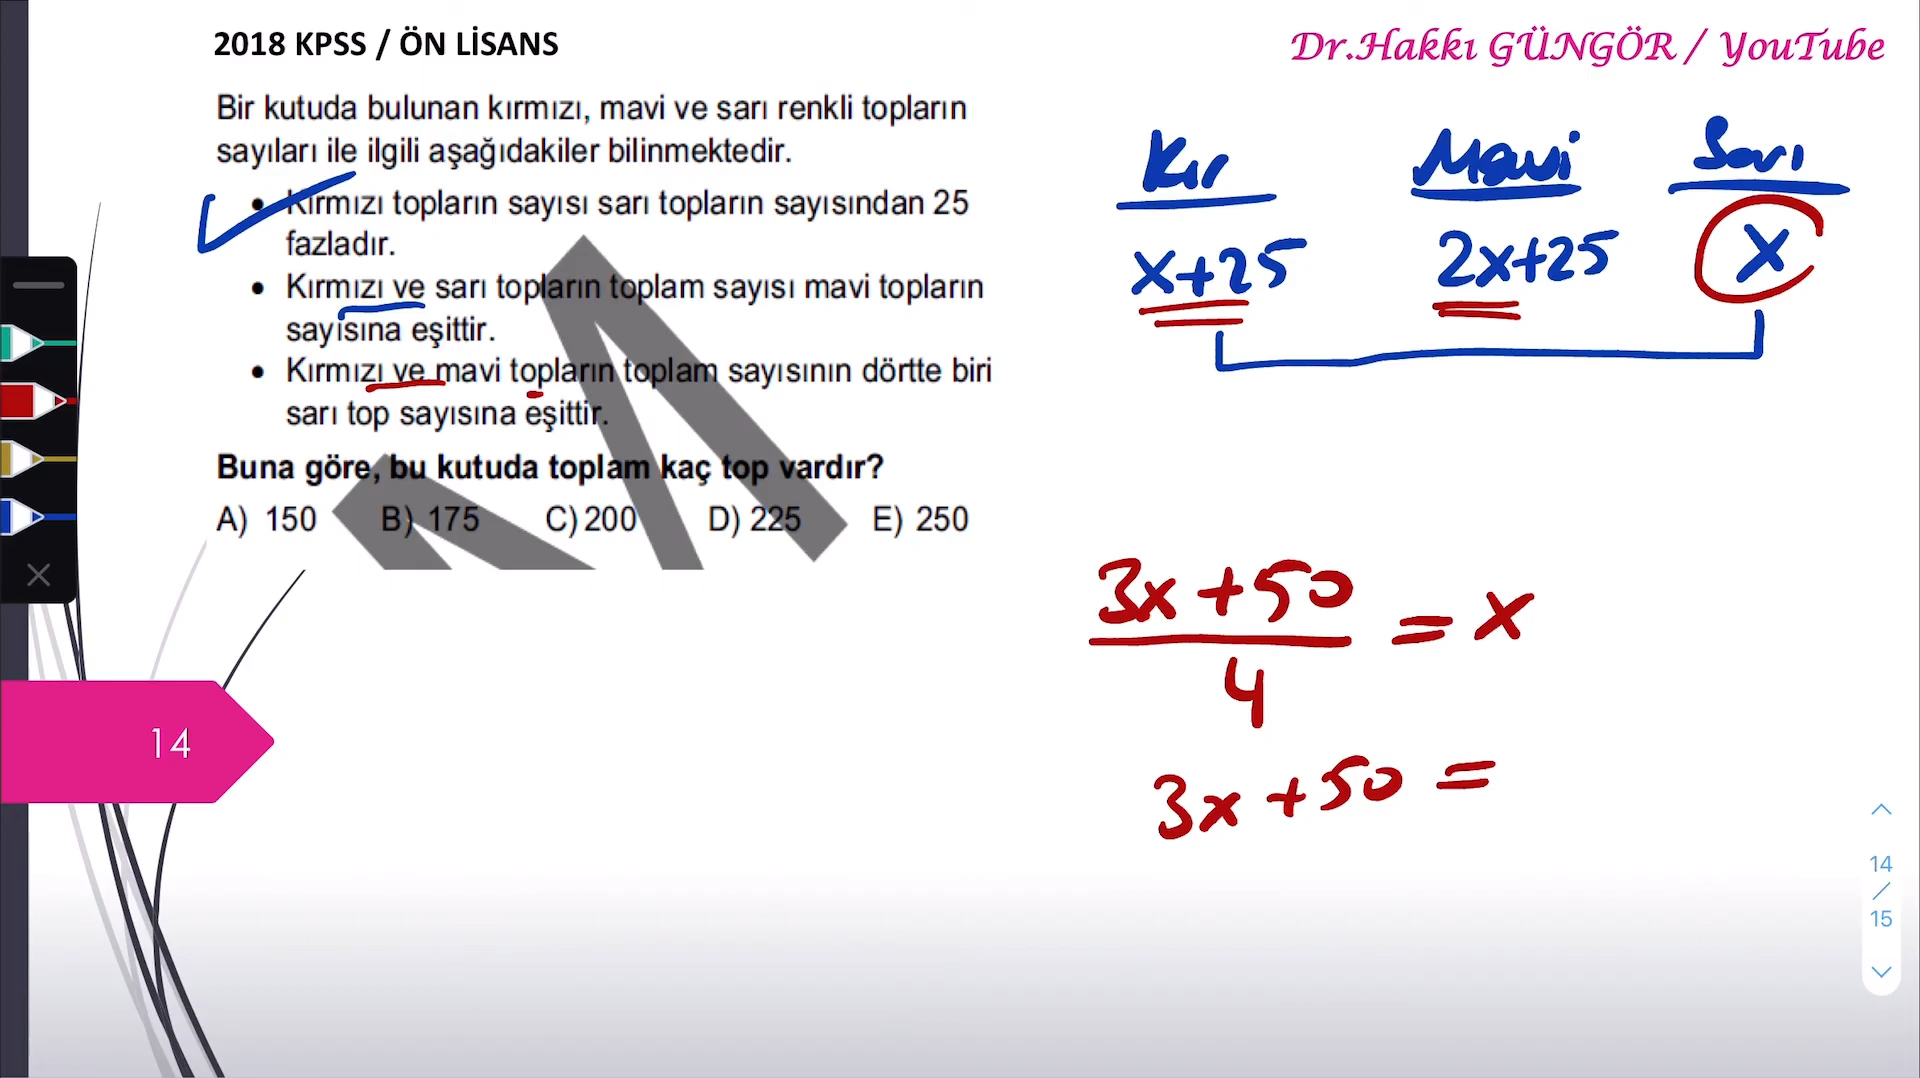 2018 KPSS / ÖN LİSANS
Dr.Hakkı GÜNGÖR / YouTube
Bir kutuda bulunan kırmızı, mavi ve sarı renkli topların
sayıları ile ilgili aşağıdakiler bilinmektedir.
• Kırmızı topların sayısı sarı topların sayısından 25
fazladır.
• Kırmızı ve sarı topların toplam sayısı mavi topların
sayısına eşittir.
• Kırmızı ve mavi topların toplam sayısının dörtte biri
sarı top sayısına eşittir.
Buna göre, bu kutuda toplam kaç top vardır?
A) 150 B) 175 C) 200 D) 225 E) 250
Kır Mavi Sarı
x+25 2x+25 x
3x+50
= x
4
3x+50 =
14
14
/
15